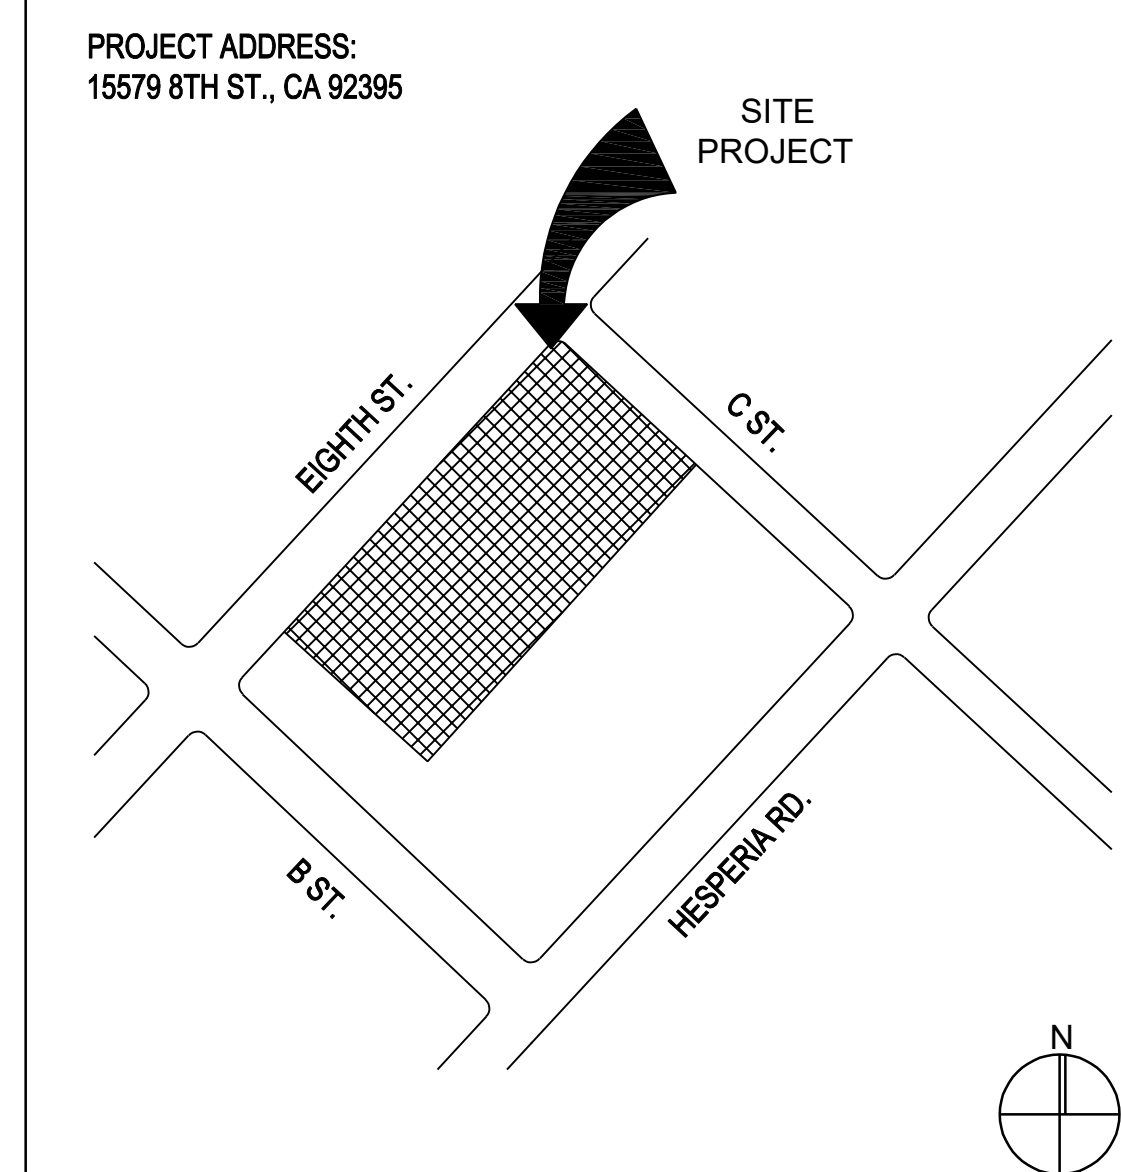 PROJECT ADDRESS:
15579 8TH ST., CA 92395
SITE
PROJECT
EIGHTH ST.
C ST.
B ST.
HESPERIA RD.
N